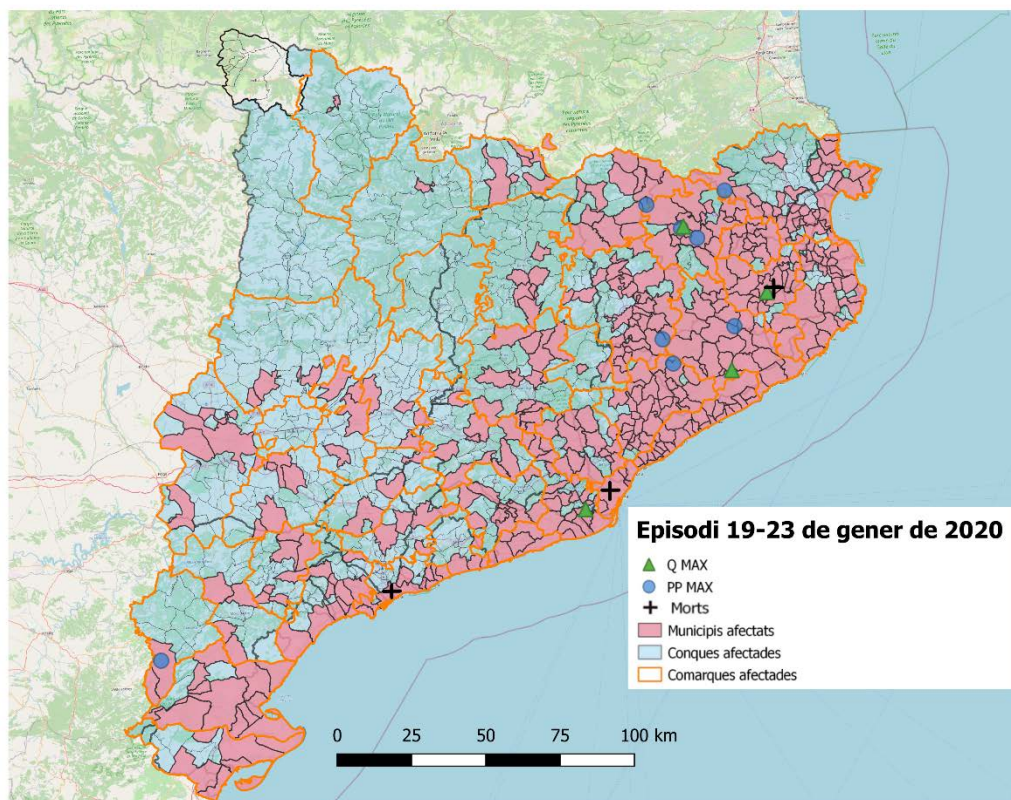 Episodi 19-23 de gener de 2020
Q MAX
PP MAX
Morts
Municipis afectats
Conques afectades
Comarques afectades
0 25 50 75 100 km